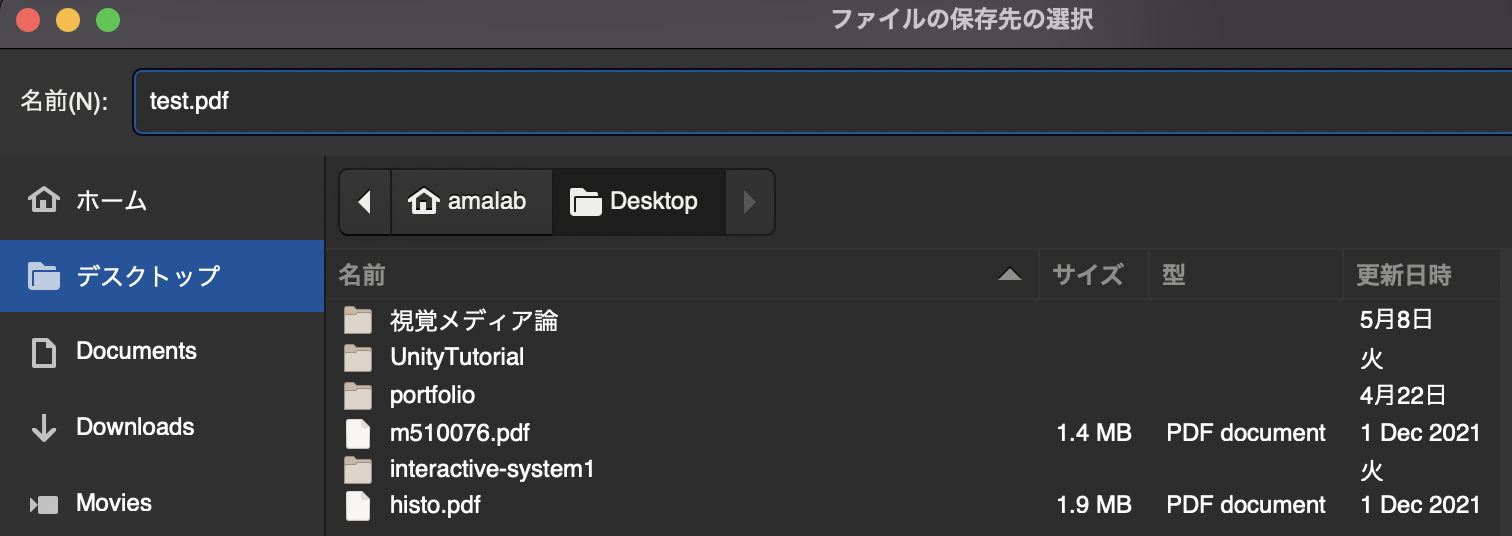 ファイルの保存先の選択
名前(N): test.pdf
ホーム
デスクトップ
Documents
Downloads
Movies
amalab Desktop
名前 サイズ 型 更新日時
視覚メディア論 5月8日
UnityTutorial 火
portfolio 4月22日
m510076.pdf 1.4 MB PDF document 1 Dec 2021
interactive-system1 火
histo.pdf 1.9 MB PDF document 1 Dec 2021